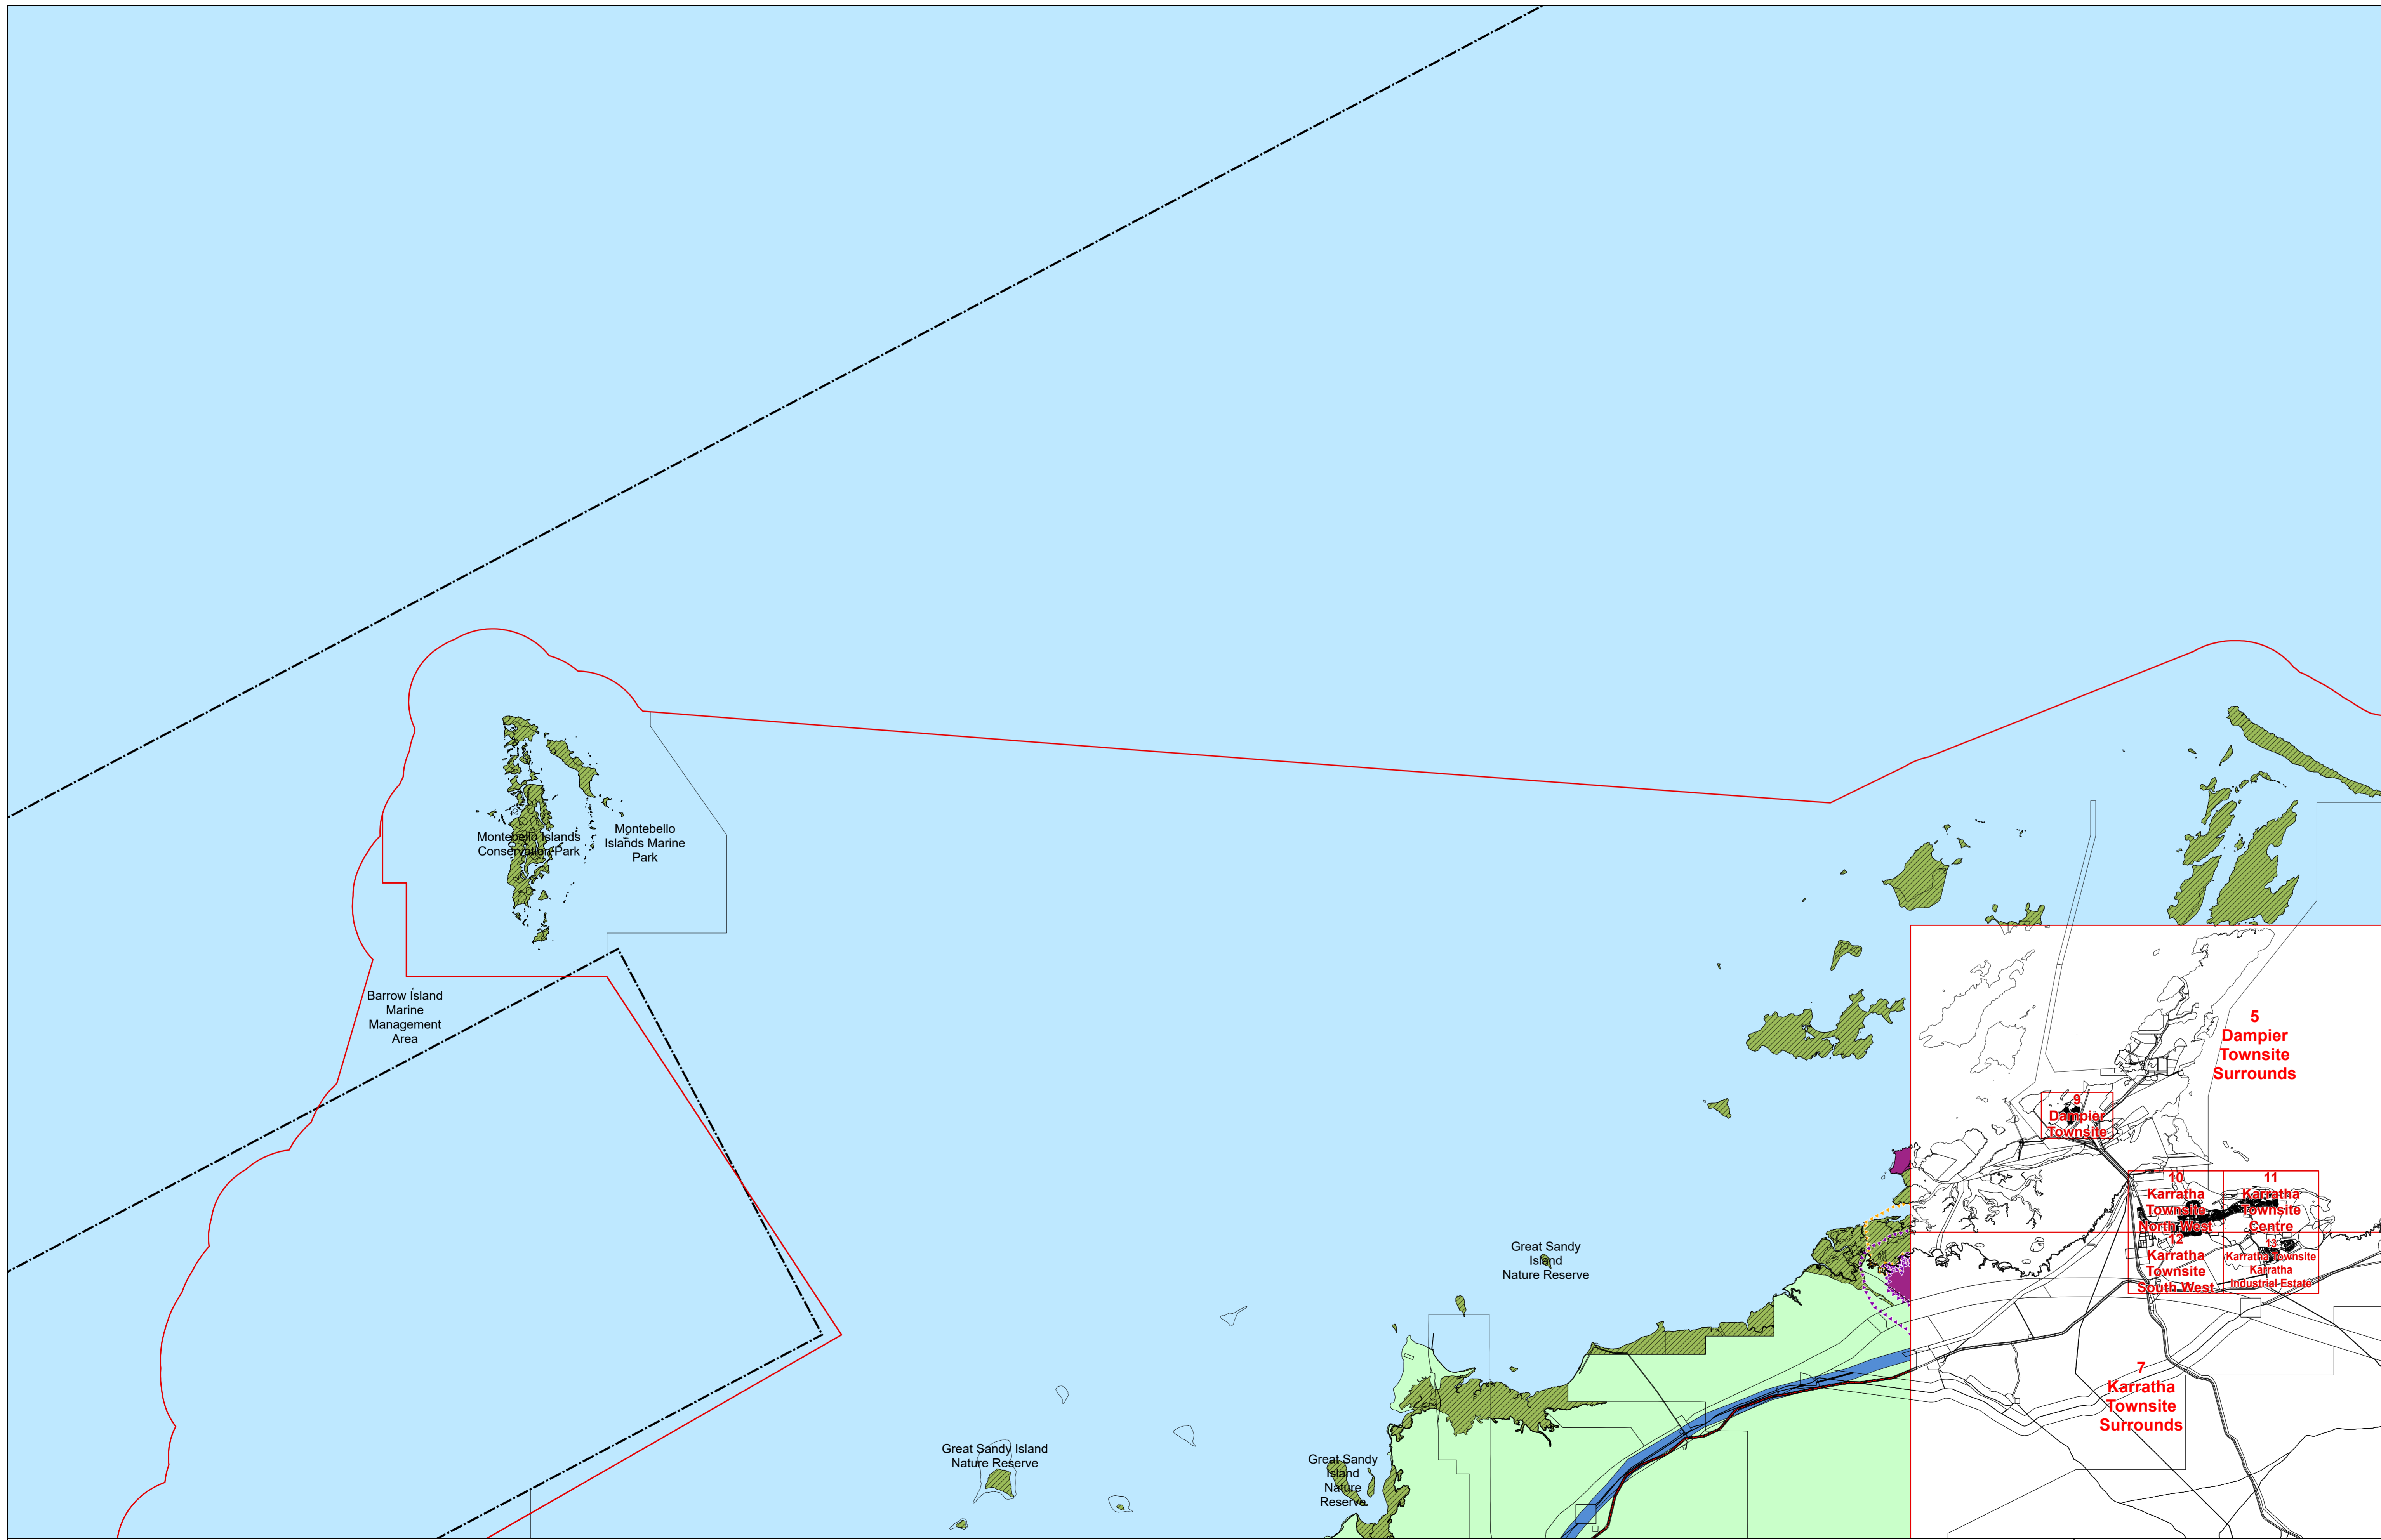 Montebello Islands
Conservation Park
Montebello
Islands Marine
Park
Barrow Island
Marine
Management
Area
5
Dampier
Townsite
Surrounds
9
Dampier
Townsite
10
Karratha
Townsite
North West
11
Karratha
Townsite
Centre
12
Karratha
Townsite
South West
13
Karratha Townsite
Karratha
Industrial Estate
Great Sandy
Island
Nature Reserve
7
Karratha
Townsite
Surrounds
Great Sandy Island
Nature Reserve
Great Sandy
Island
Nature
Reserve